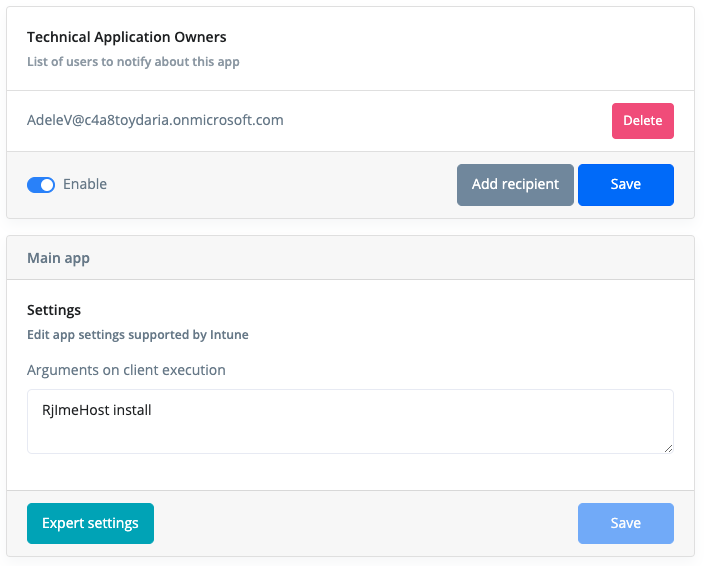 Technical Application Owners
List of users to notify about this app
AdeleV@c4a8toydaria.onmicrosoft.com
Delete
Enable
Add recipient
Save
Main app
Settings
Edit app settings supported by Intune
Arguments on client execution
RjImeHost install
Expert settings
Save